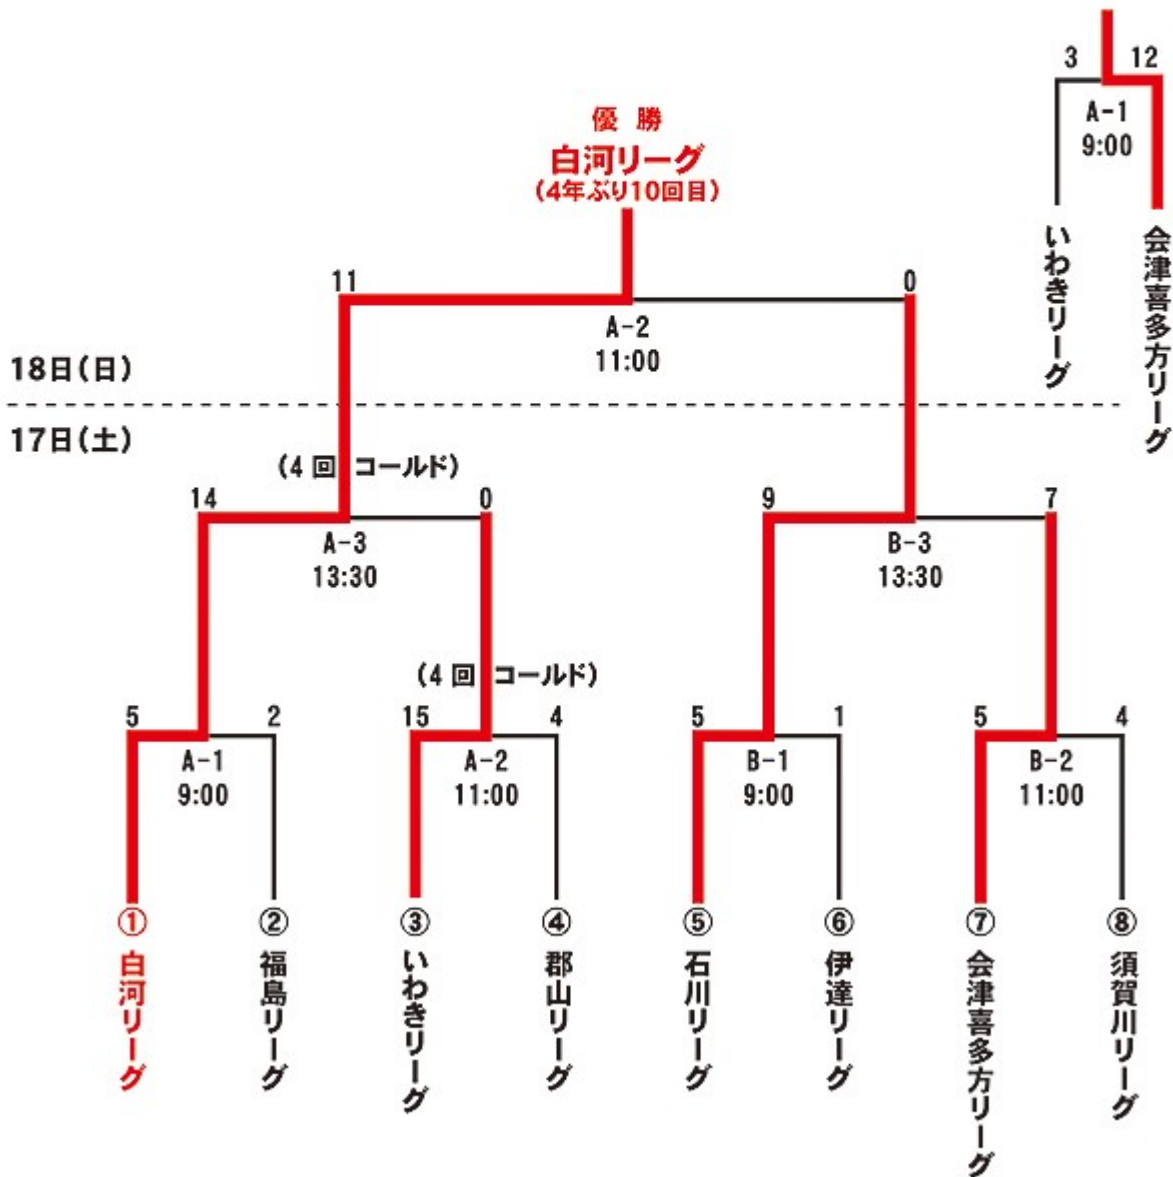 3 12
A-1
9:00
いわきリーグ
会津喜多方リーグ
優勝
白河リーグ
(4年ぶり10回目)
11 0
A-2
11:00
18日(日)
17日(土)
(4回コールド)
14 0
A-3
13:30
9 7
B-3
13:30
(4回コールド)
5 2
A-1
9:00
15 4
A-2
11:00
5 1
B-1
9:00
5 4
B-2
11:00
①白河リーグ
②福島リーグ
③いわきリーグ
④郡山リーグ
⑤石川リーグ
⑥伊達リーグ
⑦会津喜多方リーグ
⑧須賀川リーグ